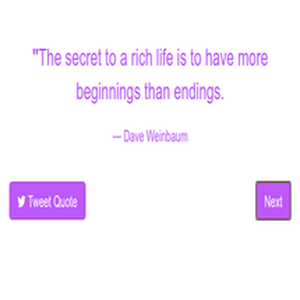 "The secret to a rich life is to have more
beginnings than endings.
— Dave Weinbaum
Tweet Quote
Next